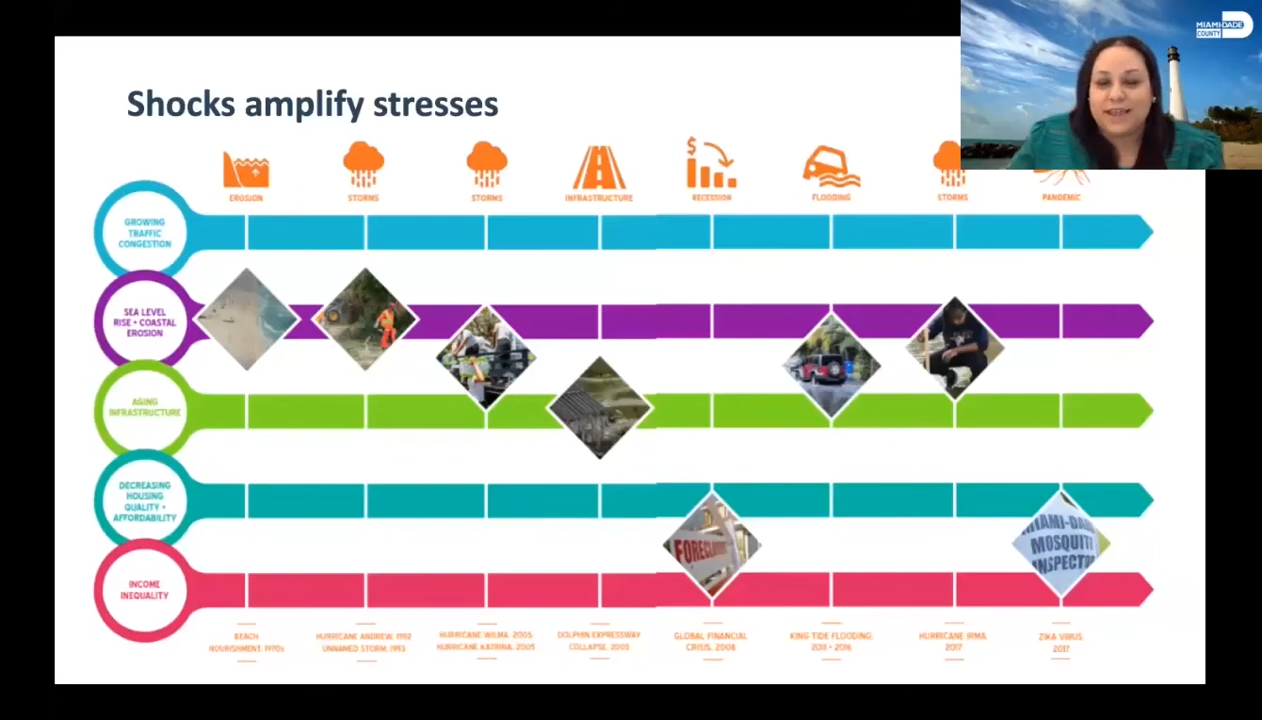 MIAMI-DADE
COUNTY
Shocks amplify stresses
$
EROSION
STORMS
STORMS
INFRASTRUCTURE
RECESSION
FLOODING
STORMS
PANDEMIC
GROWING
TRAFFIC
CONGESTION
SEA LEVEL
RISE • COASTAL
EROSION
AGING
INFRASTRUCTURE
DECREASING
HOUSING
QUALITY •
AFFORDABILITY
INCOME
INEQUALITY
FORECLOSURE
MIAMI-DADE
MOSQUITO
INSPECTOR
BEACH
NOURISHMENT, 1970s
HURRICANE ANDREW, 1992
UNNAMED STORM, 1993
HURRICANE WILMA, 2005
HURRICANE KATRINA, 2005
DOLPHIN EXPRESSWAY
COLLAPSE, 2005
GLOBAL FINANCIAL
CRISIS, 2008
KING TIDE FLOODING,
2011 • 2016
HURRICANE IRMA,
2017
ZIKA VIRUS,
2017